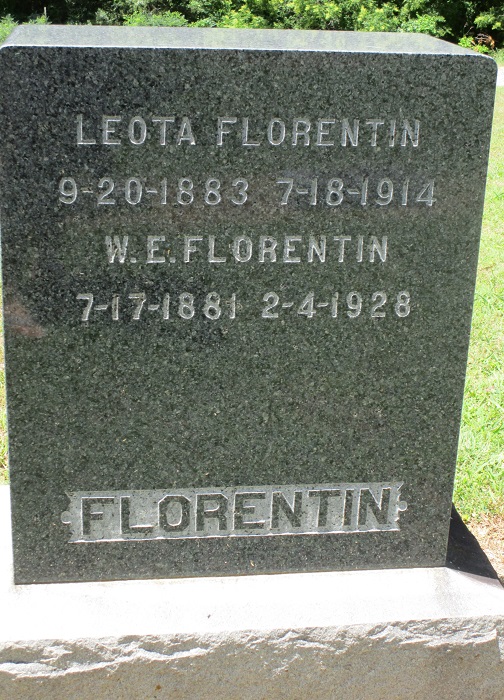 LEOTA FLORENTIN
9-20-1883 7-18-1914
W.E.FLORENTIN
7-17-1881 2-4-1928
FLORENTIN